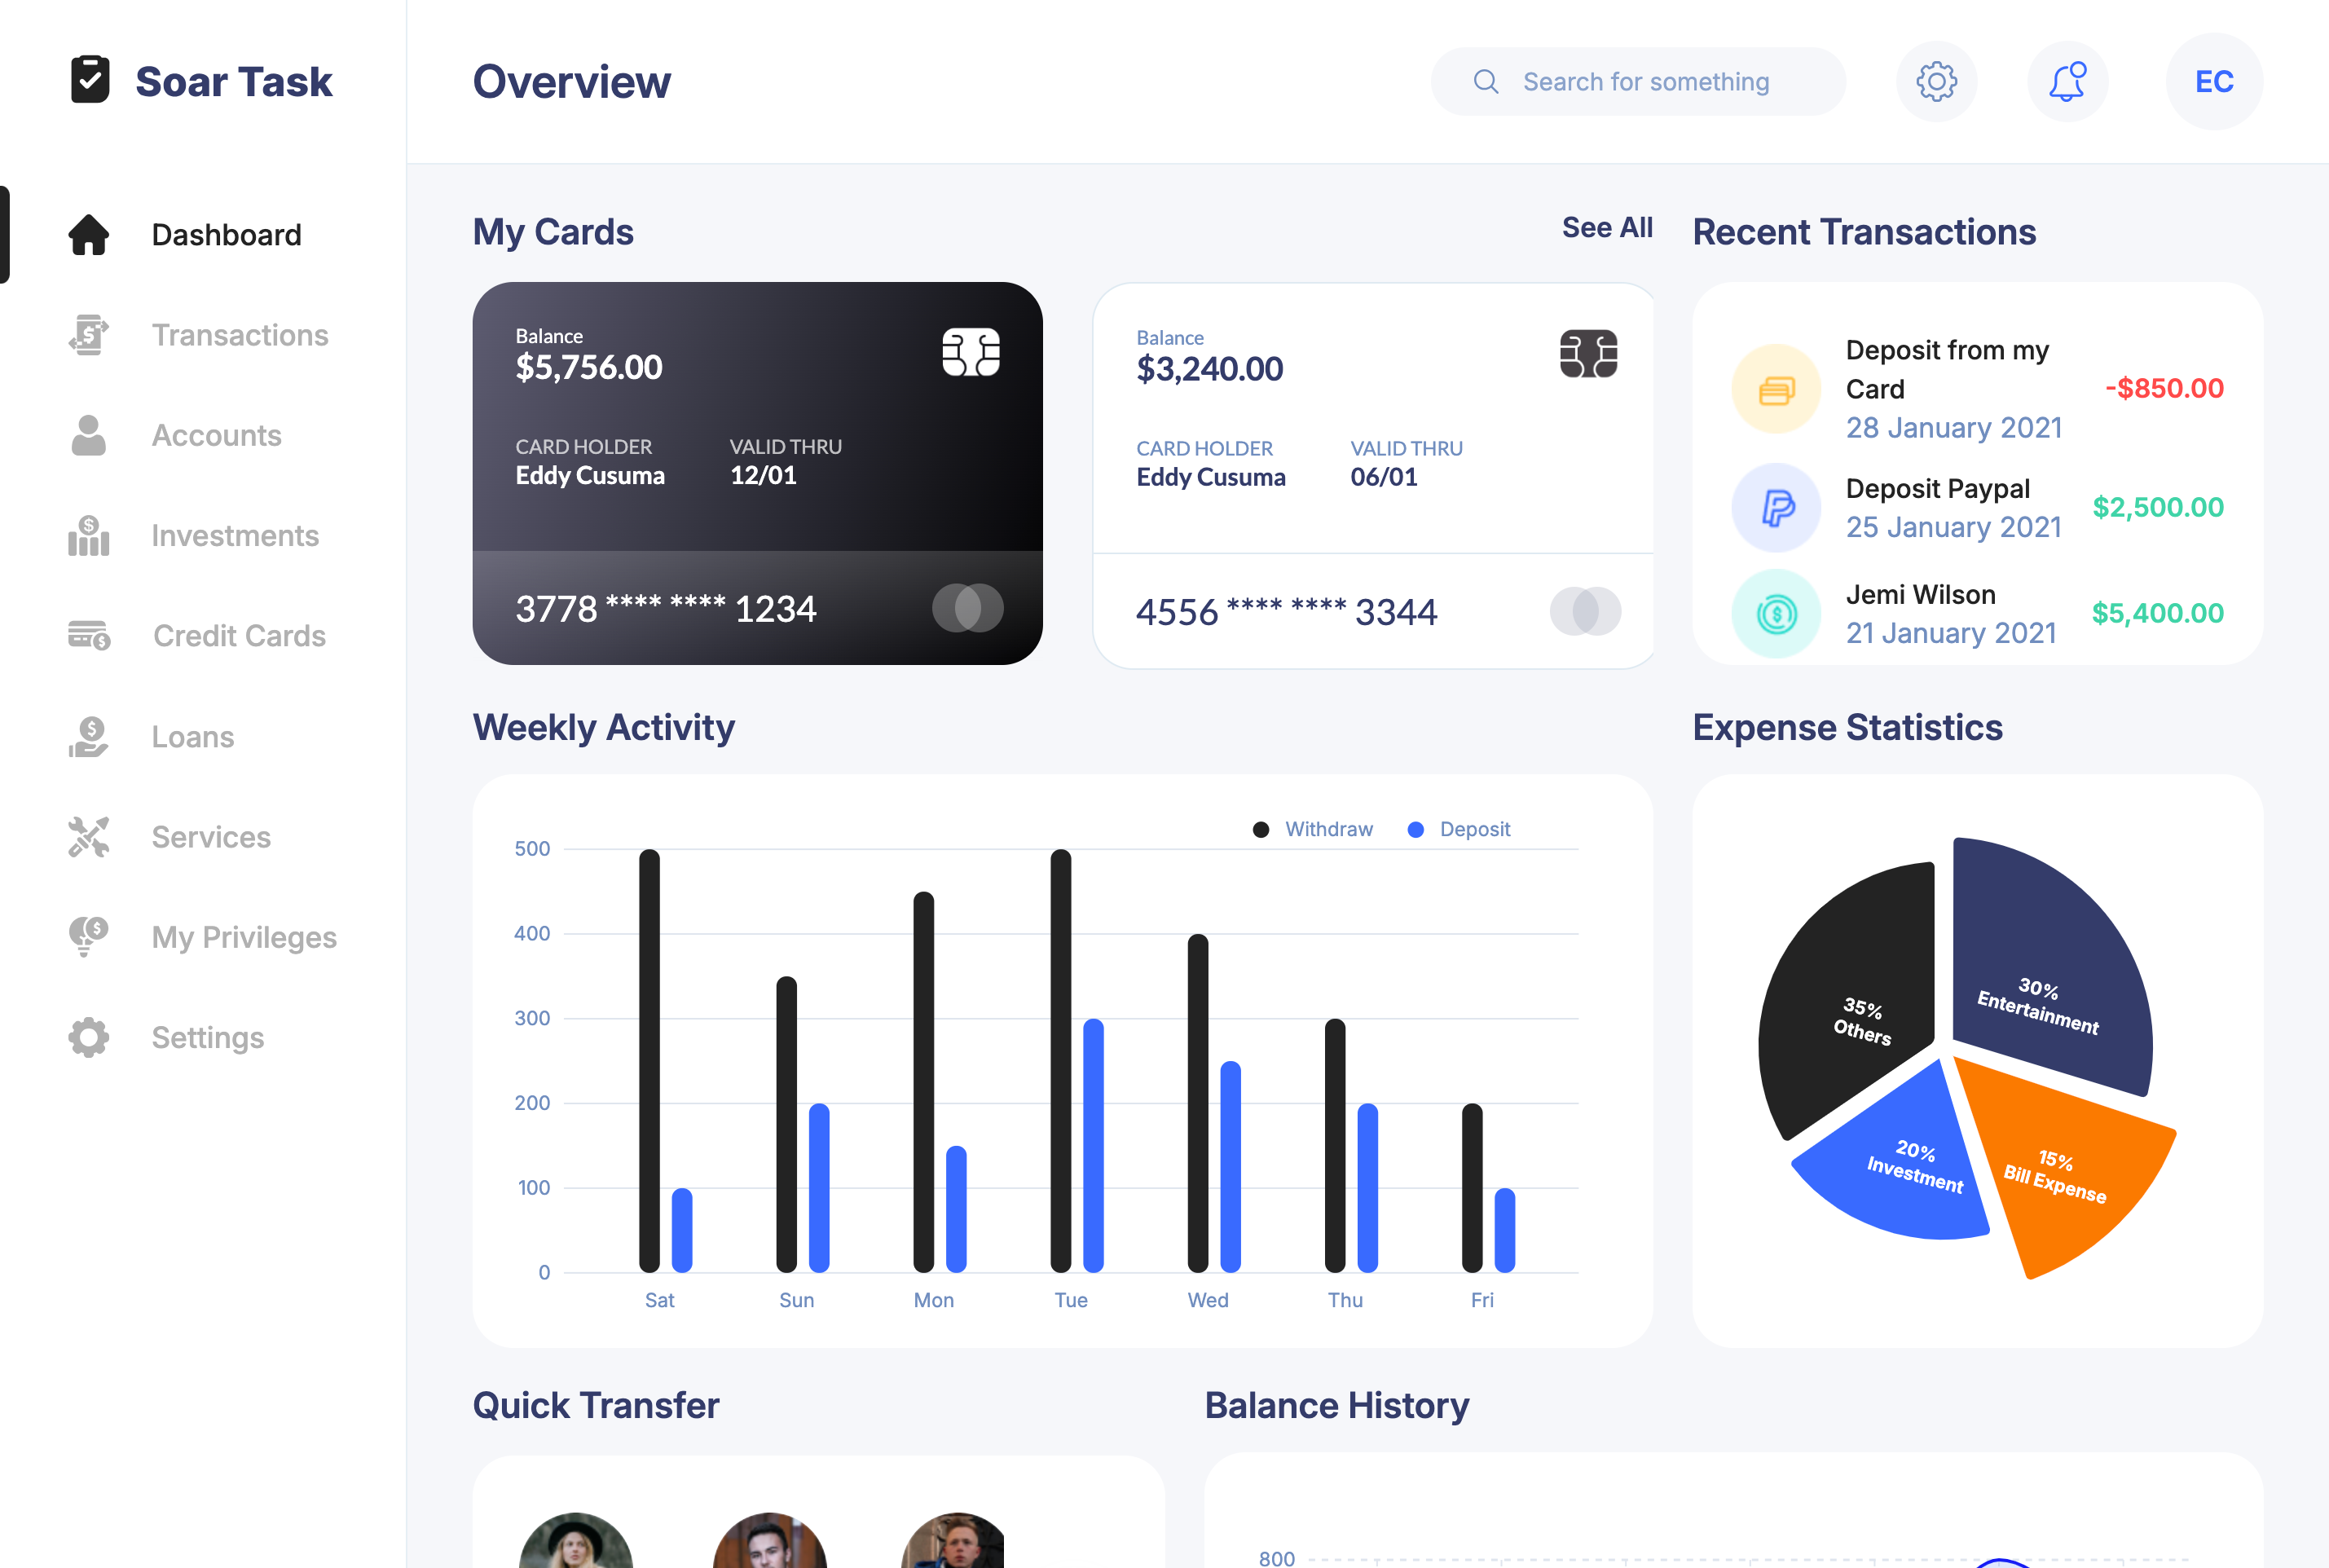 Soar Task
Dashboard
Transactions
Accounts
Investments
Credit Cards
Loans
Services
My Privileges
Settings
Overview
Search for something
EC
My Cards
See All
Balance
$5,756.00
CARD HOLDER
VALID THRU
Eddy Cusuma
12/01
3778 **** **** 1234
Balance
$3,240.00
CARD HOLDER
VALID THRU
Eddy Cusuma
06/01
4556 **** **** 3344
Recent Transactions
Deposit from my
Card
28 January 2021
-$850.00
Deposit Paypal
25 January 2021
$2,500.00
Jemi Wilson
21 January 2021
$5,400.00
Weekly Activity
Withdraw
Deposit
500
400
300
200
100
0
Sat
Sun
Mon
Tue
Wed
Thu
Fri
Expense Statistics
30%
Entertainment
35%
Others
20%
Investment
15%
Bill Expense
Quick Transfer
Balance History
800